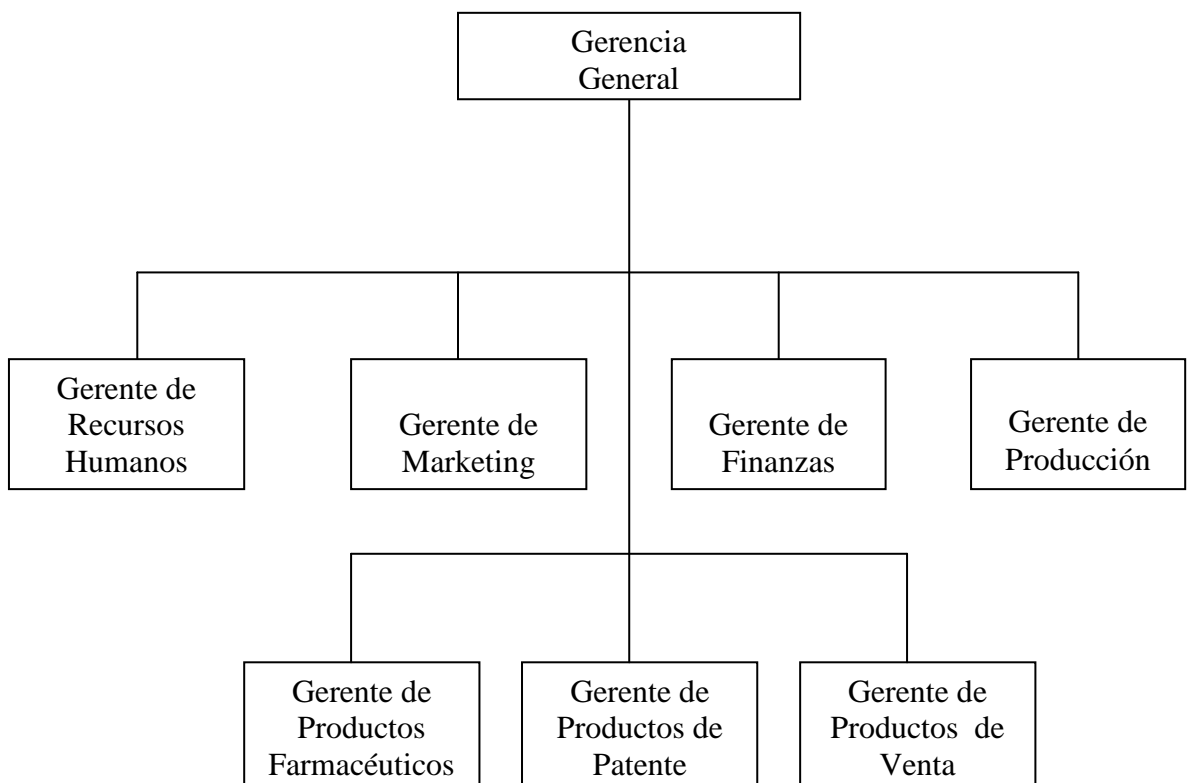 Gerencia
General
Gerente de
Recursos
Humanos
Gerente de
Marketing
Gerente de
Finanzas
Gerente de
Producción
Gerente de
Productos
Farmacéuticos
Gerente de
Productos de
Patente
Gerente de
Productos  de
Venta